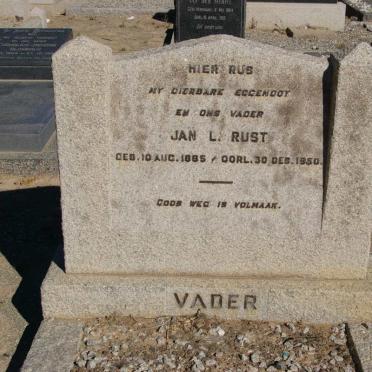 HIER RUS
MY DIERBARE EGGENOOT
EN ONS VADER
JAN L. RUST
GEB. 10 AUG. 1885 / OORL. 30 DES. 1950.
GODS WEG IS VOLMAAK.
VADER